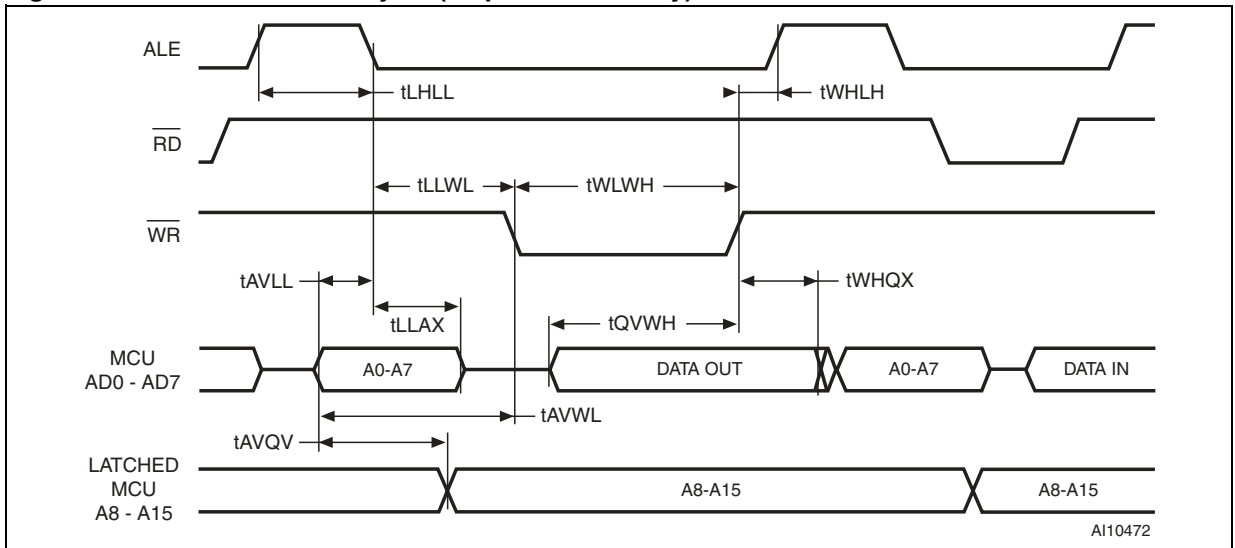 ALE
tLHLL
tWHLH
RD
tLLWL
tWLWH
WR
tAVLL
tWHQX
tLLAX
tQVWH
MCU
AD0 - AD7
A0-A7
DATA OUT
A0-A7
DATA IN
tAVWL
tAVQV
LATCHED
MCU
A8 - A15
A8-A15
A8-A15
AI10472